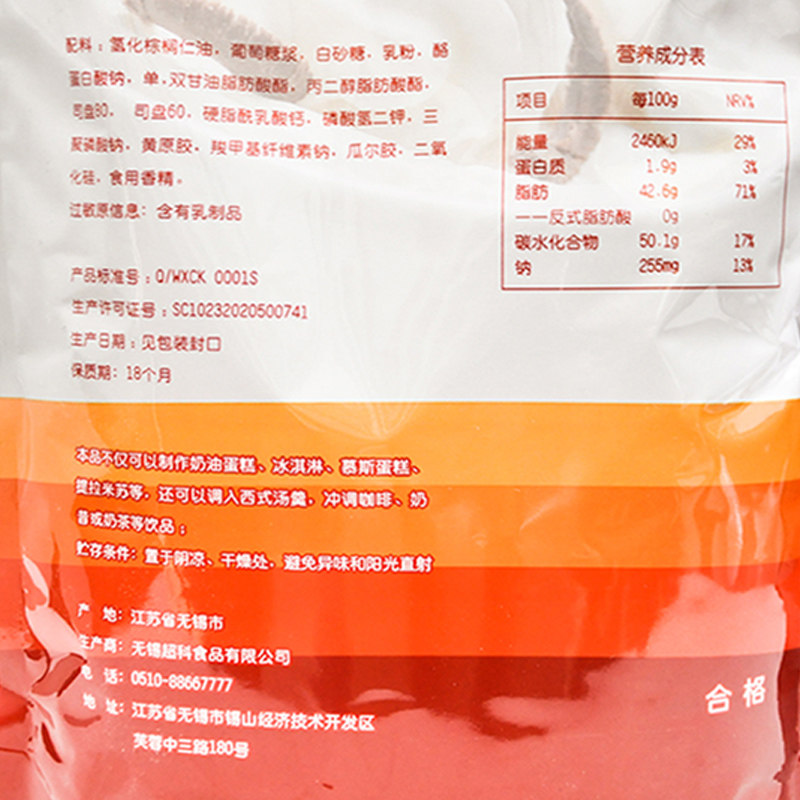 配料：氢化棕榈仁油，葡萄糖浆，白砂糖，乳粉，酪
蛋白酸钠，单,双甘油脂肪酸酯，丙二醇脂肪酸酯，
司盘80， 司盘60，硬脂酰乳酸钙，磷酸氢二钾，三
聚磷酸钠，黄原胶，羧甲基纤维素钠，瓜尔胶，二氧
化硅，食用香精。
过敏原信息：含有乳制品
产品标准号：Q/WXCK 0001S
生产许可证号：SC10232020500741
生产日期：见包装封口
保质期：18个月
营养成分表
项目 每100g NRV%
能量 2460kJ 29%
蛋白质 1.9g 3%
脂肪 42.6g 71%
——反式脂肪酸 0g
碳水化合物 50.1g 17%
钠 255mg 13%
本品不仅可以制作奶油蛋糕、冰淇淋、慕斯蛋糕、
提拉米苏等，还可以调入西式汤羹，冲调咖啡、奶
昔或奶茶等饮品；
贮存条件：置于阴凉、干燥处，避免异味和阳光直射
产 地：江苏省无锡市
生产商：无锡超科食品有限公司
电 话：0510-88667777
地 址：江苏省无锡市锡山经济技术开发区
芙蓉中三路180号
合格